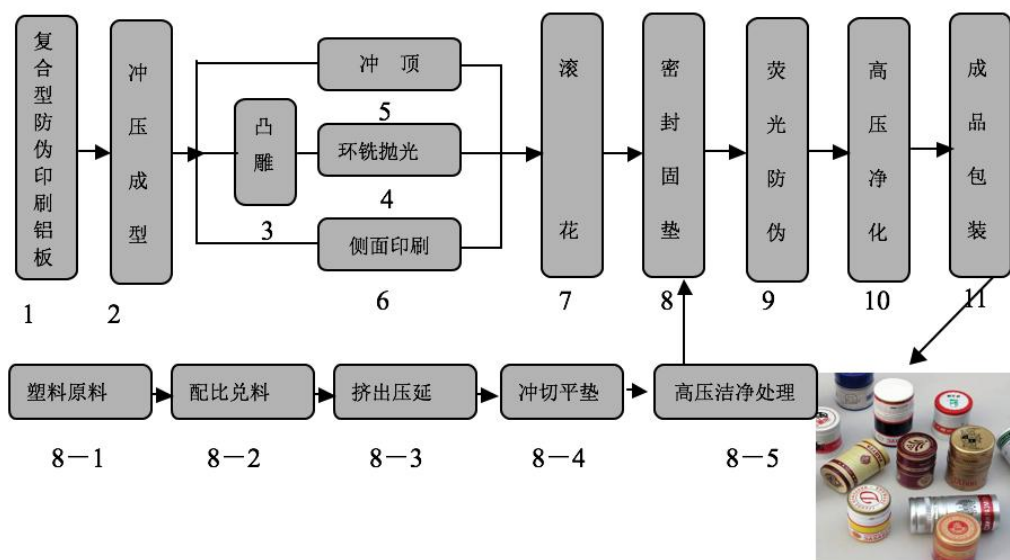 复合型防伪印刷铝板
冲压成型
冲 顶
5
凸雕
3
环铣抛光
4
侧面印刷
6
滚花
密封固垫
荧光防伪
高压净化
成品包装
1
2
7
8
9
10
11
塑料原料
配比兑料
挤出压延
冲切平垫
高压洁净处理
8-1
8-2
8-3
8-4
8-5